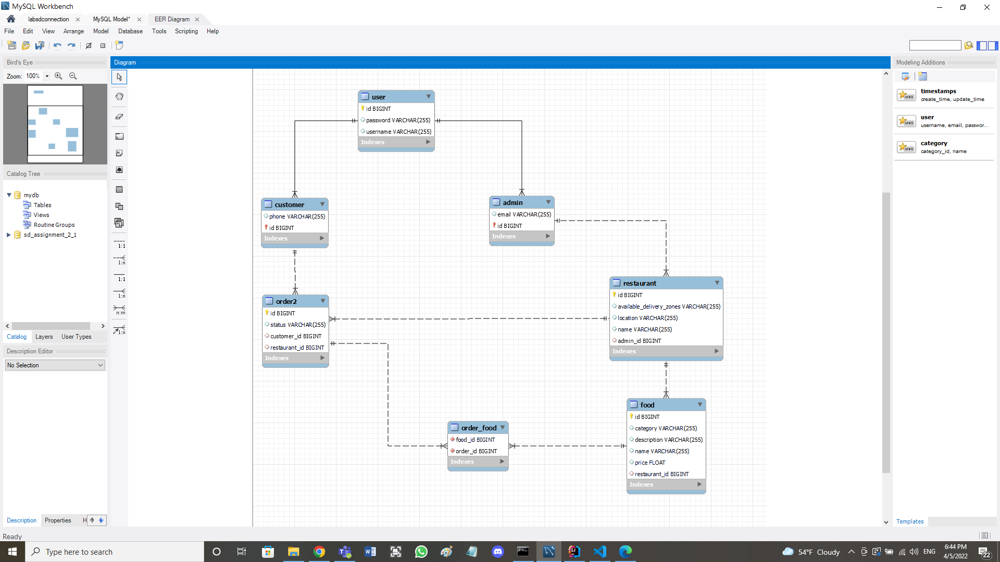 MySQL Workbench
labsdconnection
MySQL Model*
EER Diagram
File Edit View Arrange Model Database Tools Scripting Help
Bird's Eye
Zoom: 100%
Catalog Tree
mydb
Tables
Views
Routine Groups
sd_assignment_2_1
Catalog Layers User Types
Description Editor
No Selection
Description Properties H
Ready
1:1
1:n
1:1
1:n
n:m
1:n
Diagram
user
id BIGINT
password VARCHAR(255)
username VARCHAR(255)
Indexes
customer
phone VARCHAR(255)
id BIGINT
Indexes
admin
email VARCHAR(255)
id BIGINT
Indexes
order2
id BIGINT
status VARCHAR(255)
customer_id BIGINT
restaurant_id BIGINT
Indexes
restaurant
id BIGINT
available_delivery_zones VARCHAR(255)
location VARCHAR(255)
name VARCHAR(255)
admin_id BIGINT
Indexes
order_food
food_id BIGINT
order_id BIGINT
Indexes
food
id BIGINT
category VARCHAR(255)
description VARCHAR(255)
name VARCHAR(255)
price FLOAT
restaurant_id BIGINT
Indexes
Modeling Additions
MWB
timestamps
create_time, update_time
MWB
user
username, email, passwor...
MWB
category
category_id, name
Templates
Type here to search
54°F Cloudy
ENG
6:44 PM
4/5/2022
22